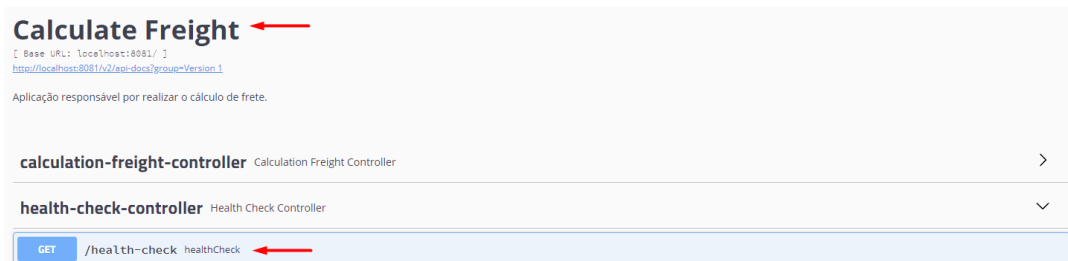 Calculate Freight
[ Base URL: localhost:8081/ ]
http://localhost:8081/v2/api-docs?group=Version 1
Aplicação responsável por realizar o cálculo de frete.
calculation-freight-controller Calculation Freight Controller
health-check-controller Health Check Controller
GET /health-check healthCheck